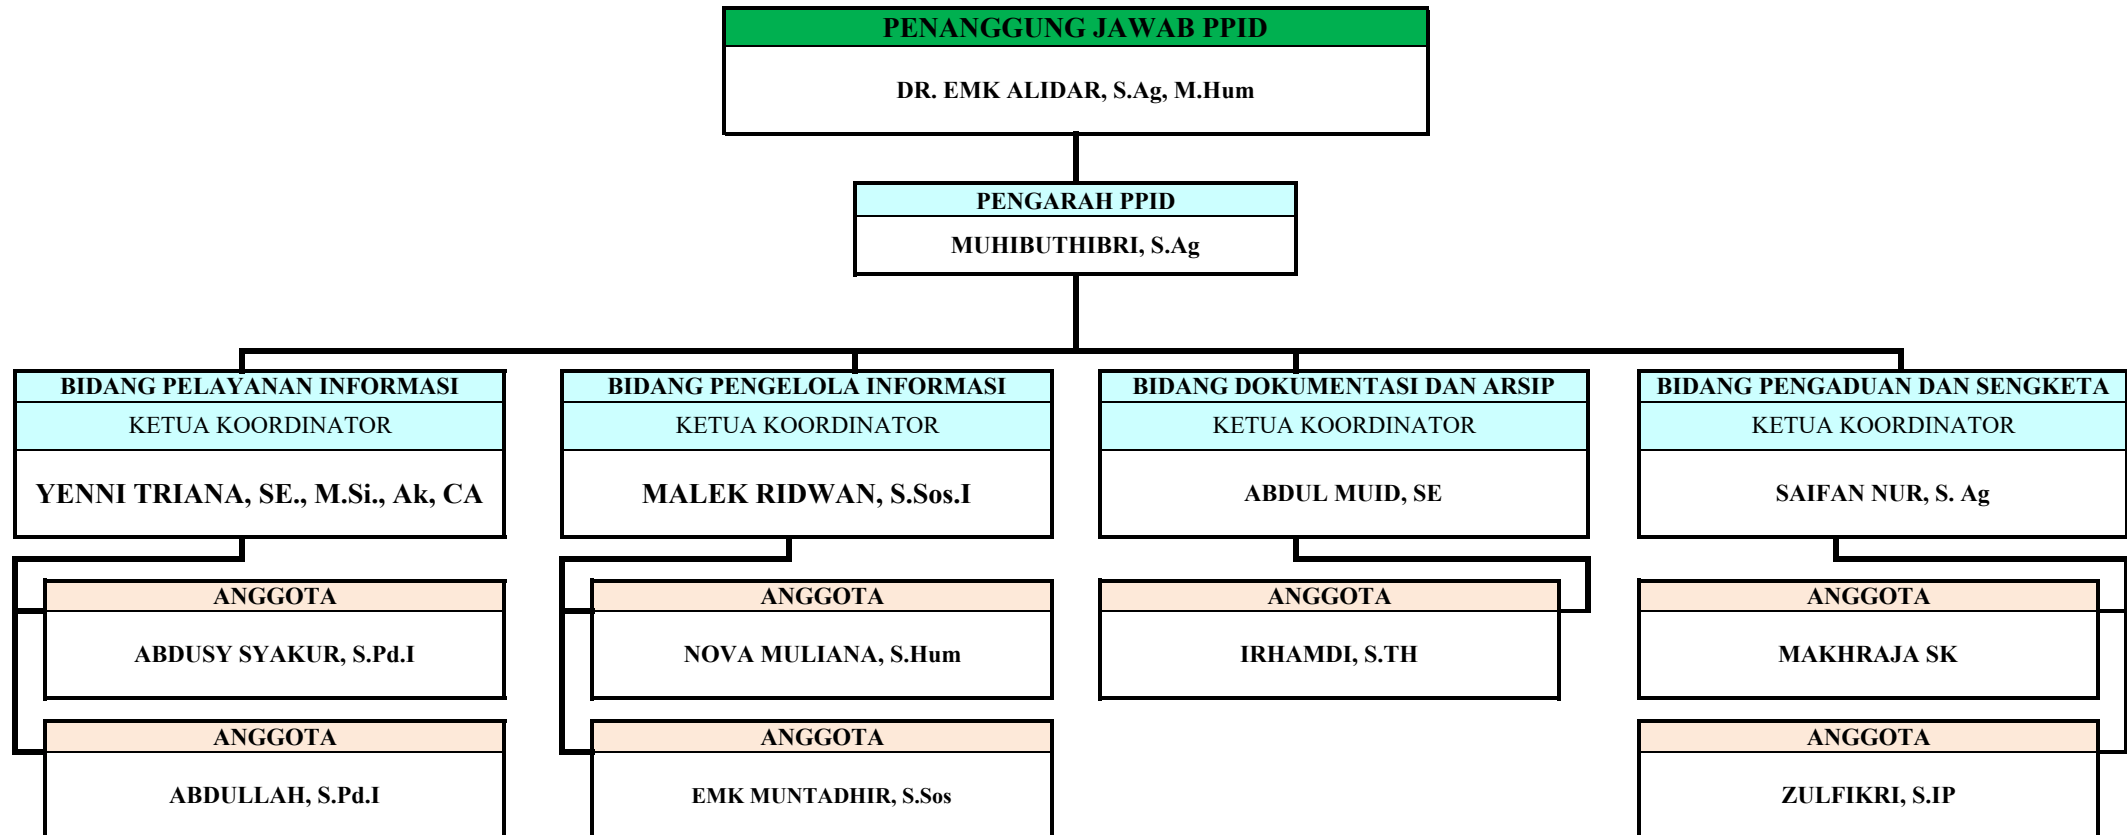 PENANGGUNG JAWAB PPID
DR. EMK ALIDAR, S.Ag, M.Hum
PENGARAH PPID
MUHIBUTHIBRI, S.Ag
BIDANG PELAYANAN INFORMASI
KETUA KOORDINATOR
YENNI TRIANA, SE., M.Si., Ak, CA
ANGGOTA
ABDUSY SYAKUR, S.Pd.I
ANGGOTA
ABDULLAH, S.Pd.I
BIDANG PENGELOLA INFORMASI
KETUA KOORDINATOR
MALEK RIDWAN, S.Sos.I
ANGGOTA
NOVA MULIANA, S.Hum
ANGGOTA
EMK MUNTADHIR, S.Sos
BIDANG DOKUMENTASI DAN ARSIP
KETUA KOORDINATOR
ABDUL MUID, SE
ANGGOTA
IRHAMDI, S.TH
BIDANG PENGADUAN DAN SENGKETA
KETUA KOORDINATOR
SAIFAN NUR, S. Ag
ANGGOTA
MAKHRAJA SK
ANGGOTA
ZULFIKRI, S.IP